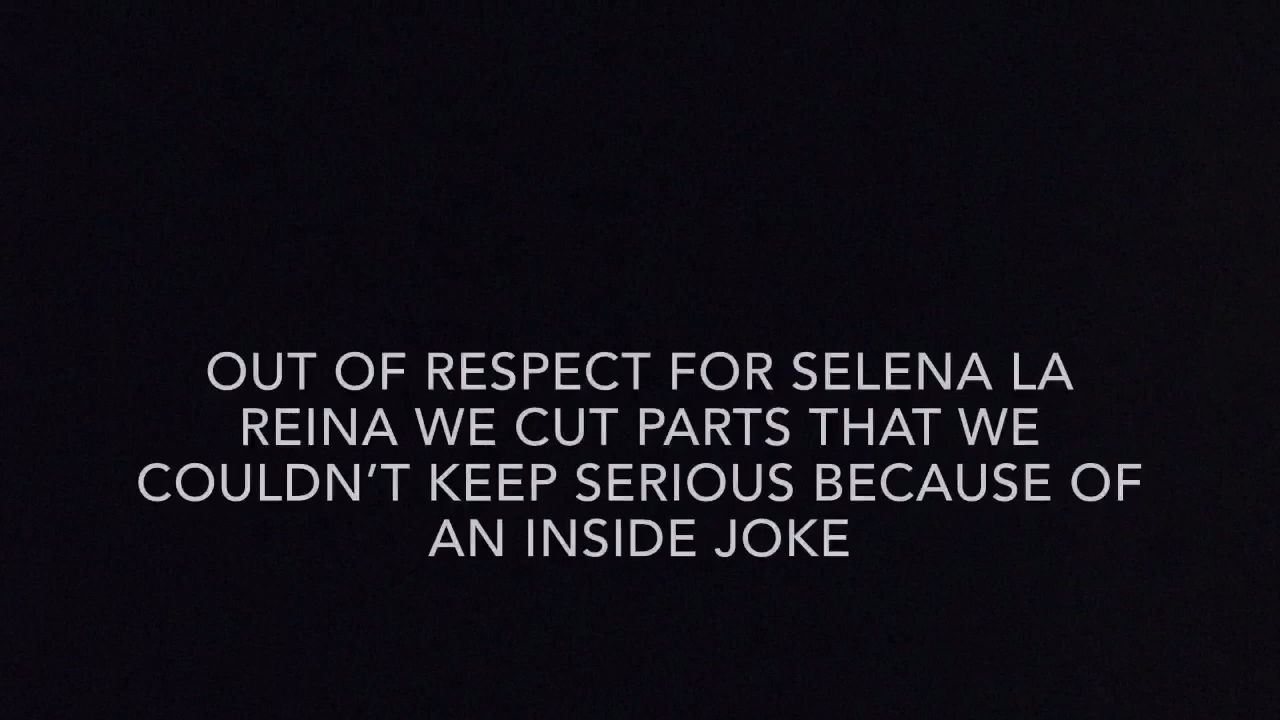 OUT OF RESPECT FOR SELENA LA
REINA WE CUT PARTS THAT WE
COULDN’T KEEP SERIOUS BECAUSE OF
AN INSIDE JOKE